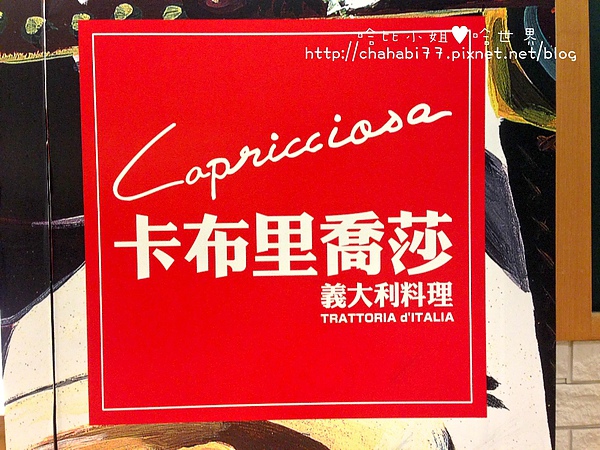 哈比小姐♥哈世界
http://chahabi77.pixnet.net/blog
Capricciosa
卡布里喬莎
義大利料理
TRATTORIA d'ITALIA